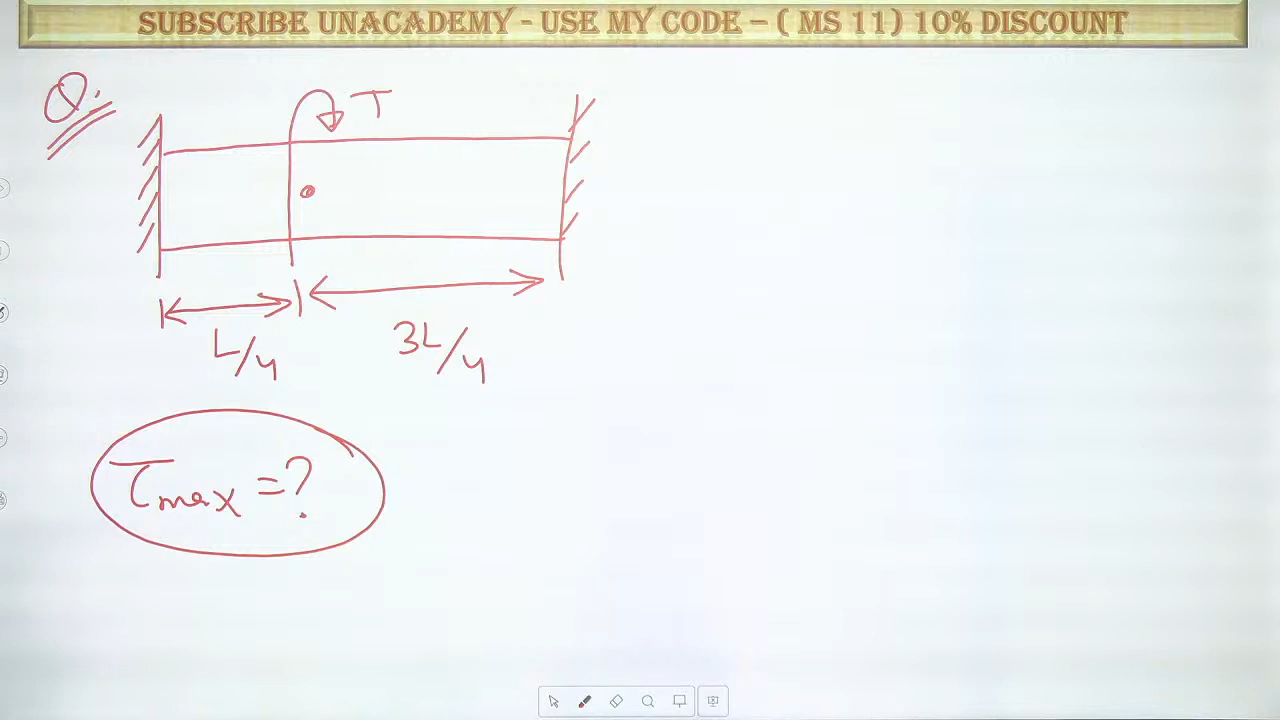 SUBSCRIBE UNACADEMY - USE MY CODE – ( MS 11) 10% DISCOUNT
Q.
T
L/4
3L/4
τmax =?